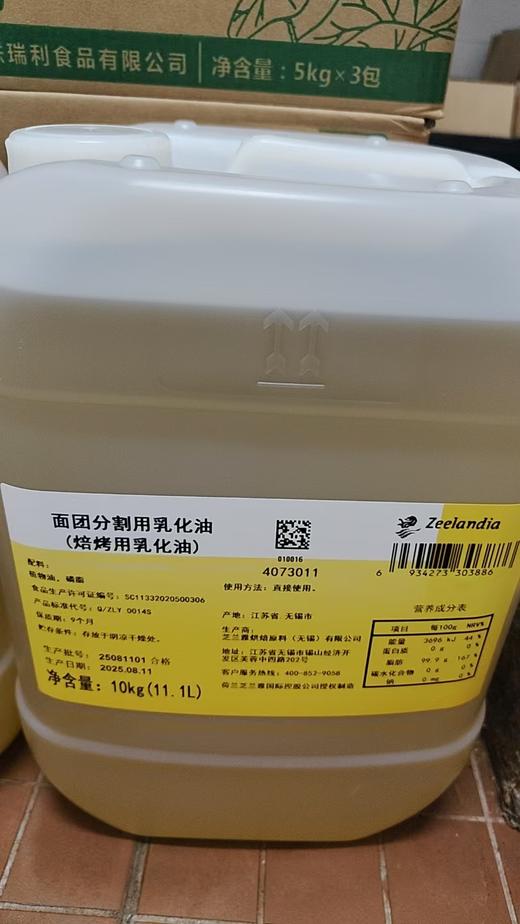 瑞利食品有限公司 净含量：5kg×3包
面团分割用乳化油
(焙烤用乳化油)
010016
4073011
Zeelandia
6 934273 303886
配料：
植物油，磷脂
食品生产许可证编号：SC11332020500306
产品标准代号：Q/ZLY 0014S
保质期：9个月
贮存条件：存放于阴凉干燥处。
生产批号：25081101 合格
生产日期：2025.08.11
净含量：10kg(11.1L)
使用方法：直接使用。
产地：江苏省 无锡市
生产商：
芝兰雅烘焙原料（无锡）有限公司
地址：江苏省无锡市锡山经济开
发区芙蓉中四路202号
客户服务热线：400-852-9058
荷兰芝兰雅国际控股公司授权制造
营养成分表
项目 每100g NRV%
能量 3696 kJ 44 %
蛋白质 0 g 0 %
脂肪 99.9 g 167 %
碳水化合物 0 g 0 %
钠 0 mg 0 %